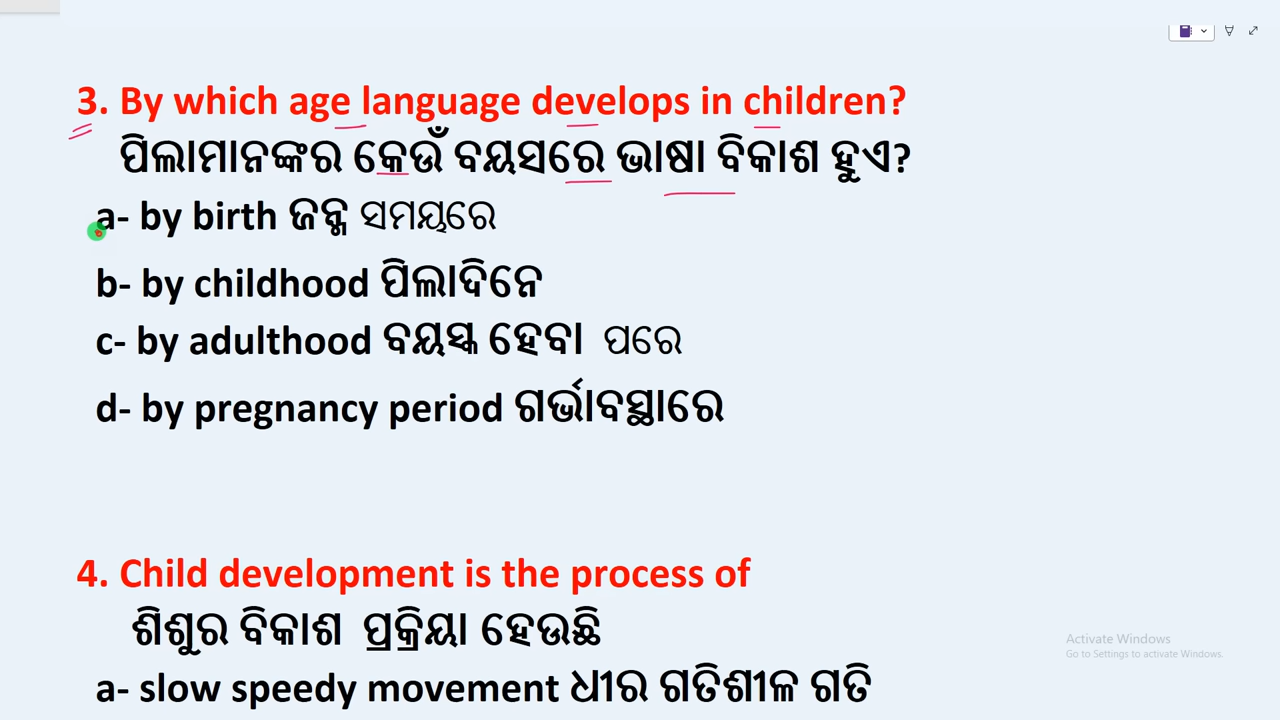 3. By which age language develops in children?
ପିଲାମାନଙ୍କର କେଉଁ ବୟସରେ ଭାଷା ବିକାଶ ହୁଏ?
a- by birth ଜନ୍ମ ସମୟରେ
b- by childhood ପିଲାଦିନେ
c- by adulthood ବୟସ୍କ ହେବା ପରେ
d- by pregnancy period ଗର୍ଭାବସ୍ଥାରେ
4. Child development is the process of
ଶିଶୁର ବିକାଶ ପ୍ରକ୍ରିୟା ହେଉଛି
Activate Windows
Go to Settings to activate Windows.
a- slow speedy movement ଧୀର ଗତିଶୀଳ ଗତି